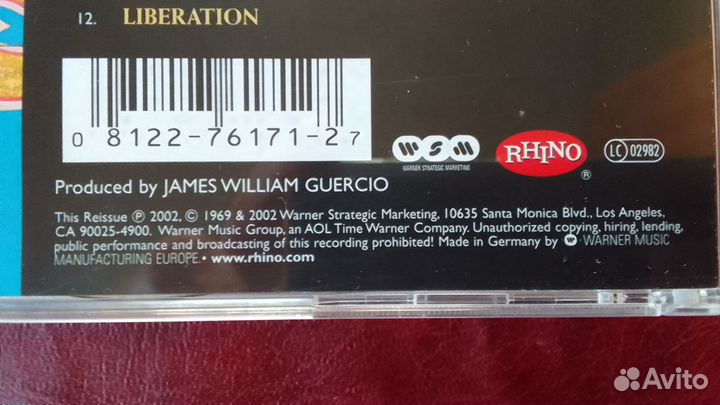 12. LIBERATION
0 8122-76171-2 7
WSM
WARNER STRATEGIC MARKETING
RHINO
®
LC 02982
Produced by JAMES WILLIAM GUERCIO
This Reissue ℗ 2002, © 1969 & 2002 Warner Strategic Marketing, 10635 Santa Monica Blvd., Los Angeles,
CA 90025-4900. Warner Music Group, an AOL Time Warner Company. Unauthorized copying, hiring, lending,
public performance and broadcasting of this recording prohibited! Made in Germany by WARNER MUSIC
MANUFACTURING EUROPE. • www.rhino.com
Avito